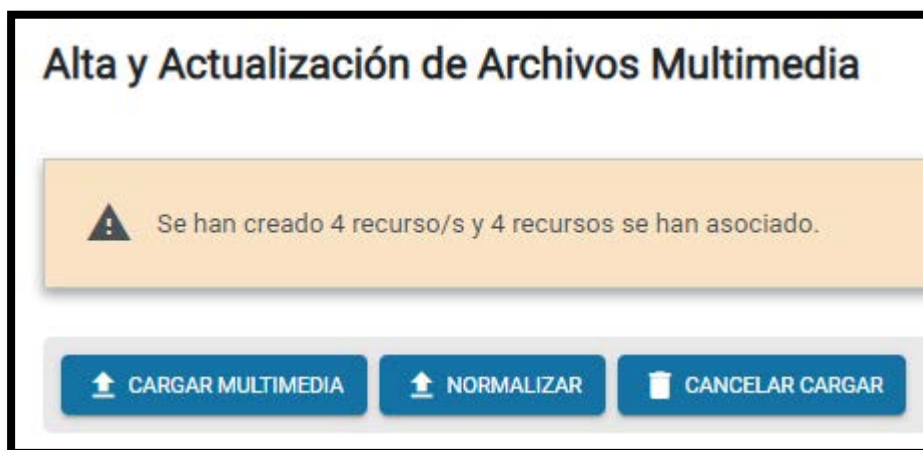 Alta y Actualización de Archivos Multimedia
Se han creado 4 recurso/s y 4 recursos se han asociado.
CARGAR MULTIMEDIA NORMALIZAR CANCELAR CARGAR